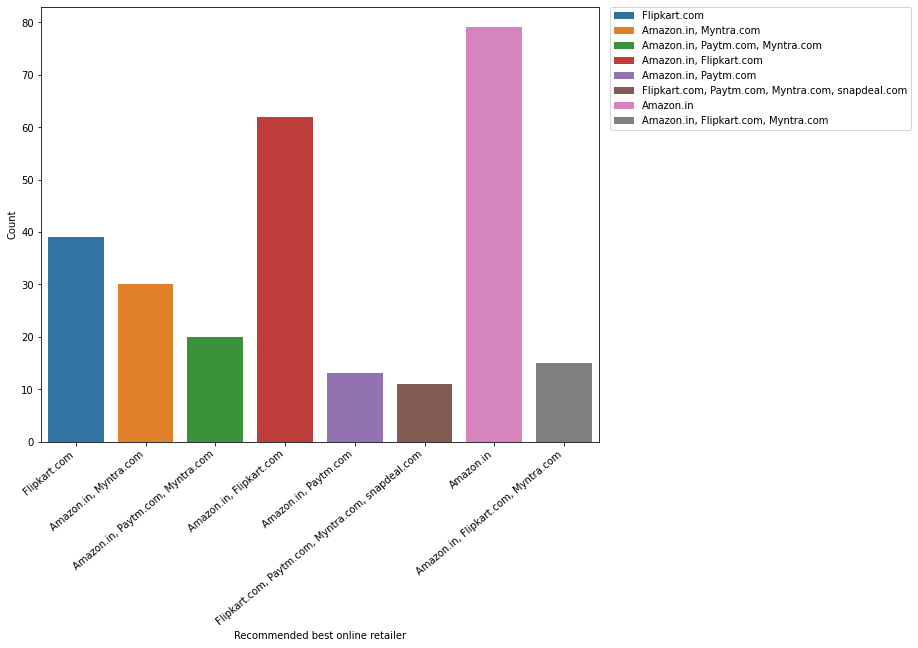 80
70
60
50
40
30
20
10
0
Count
Flipkart.com
Amazon.in, Myntra.com
Amazon.in, Paytm.com, Myntra.com
Amazon.in, Flipkart.com
Amazon.in, Paytm.com
Flipkart.com, Paytm.com, Myntra.com, snapdeal.com
Amazon.in
Amazon.in, Flipkart.com, Myntra.com
Recommended best online retailer
Flipkart.com
Amazon.in, Myntra.com
Amazon.in, Paytm.com, Myntra.com
Amazon.in, Flipkart.com
Amazon.in, Paytm.com
Flipkart.com, Paytm.com, Myntra.com, snapdeal.com
Amazon.in
Amazon.in, Flipkart.com, Myntra.com